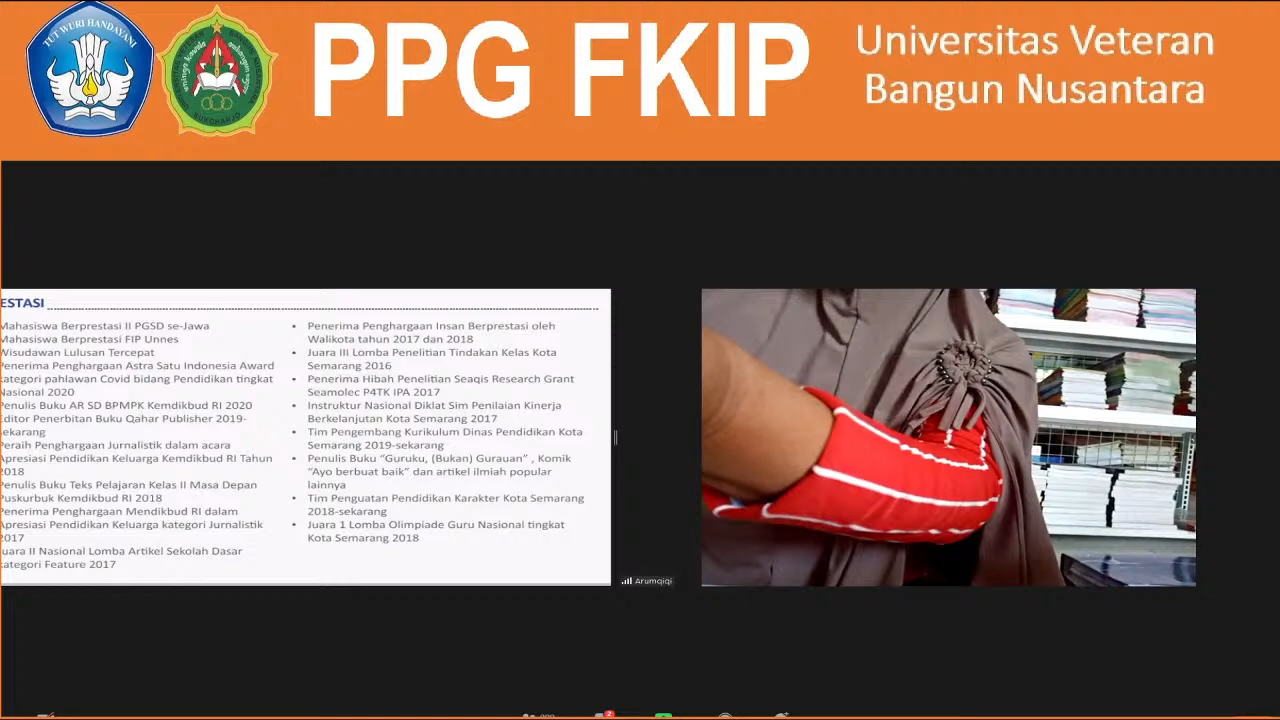 TUT WURI HANDAYANI
SUKOHARJO
PPG FKIP
Universitas Veteran
Bangun Nusantara
ESTASI
Mahasiswa Berprestasi II PGSD se-Jawa
Mahasiswa Berprestasi FIP Unnes
Wisudawan Lulusan Tercepat
Penerima Penghargaan Astra Satu Indonesia Award
kategori pahlawan Covid bidang Pendidikan tingkat
Nasional 2020
Penulis Buku AR SD BPMPK Kemdikbud RI 2020
Editor Penerbitan Buku Qahar Publisher 2019-
sekarang
Peraih Penghargaan Jurnalistik dalam acara
Apresiasi Pendidikan Keluarga Kemdikbud RI Tahun
2018
Penulis Buku Teks Pelajaran Kelas II Masa Depan
Puskurbuk Kemdikbud RI 2018
Penerima Penghargaan Mendikbud RI dalam
Apresiasi Pendidikan Keluarga kategori Jurnalistik
2017
Juara II Nasional Lomba Artikel Sekolah Dasar
kategori Feature 2017
• Penerima Penghargaan Insan Berprestasi oleh
Walikota tahun 2017 dan 2018
• Juara III Lomba Penelitian Tindakan Kelas Kota
Semarang 2016
• Penerima Hibah Penelitian Seaqis Research Grant
Seamolec P4TK IPA 2017
• Instruktur Nasional Diklat Sim Penilaian Kinerja
Berkelanjutan Kota Semarang 2017
• Tim Pengembang Kurikulum Dinas Pendidikan Kota
Semarang 2019-sekarang
• Penulis Buku “Guruku, (Bukan) Gurauan” , Komik
“Ayo berbuat baik” dan artikel ilmiah popular
lainnya
• Tim Penguatan Pendidikan Karakter Kota Semarang
2018-sekarang
• Juara 1 Lomba Olimpiade Guru Nasional tingkat
Kota Semarang 2018
Arumqiqi
2